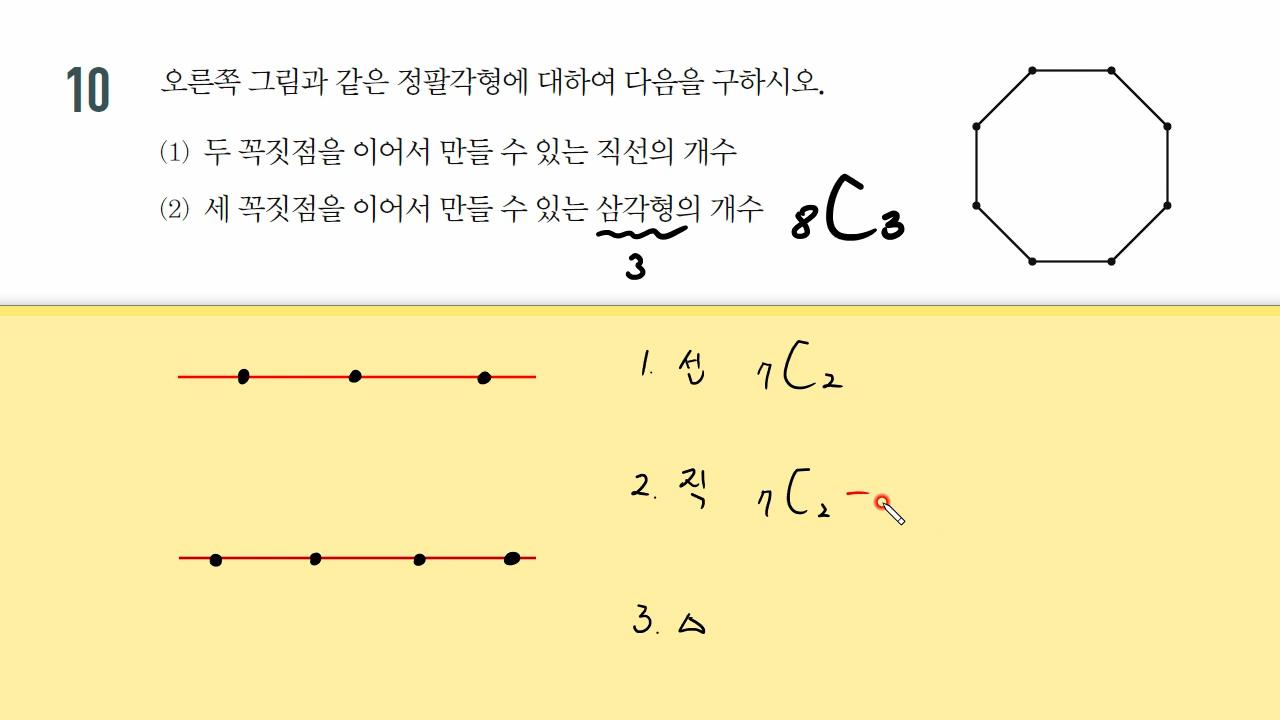 10 오른쪽 그림과 같은 정팔각형에 대하여 다음을 구하시오.
(1) 두 꼭짓점을 이어서 만들 수 있는 직선의 개수
(2) 세 꼭짓점을 이어서 만들 수 있는 삼각형의 개수 8C3
3
1. 선 7C2
2. 직 7C2 -
3. △